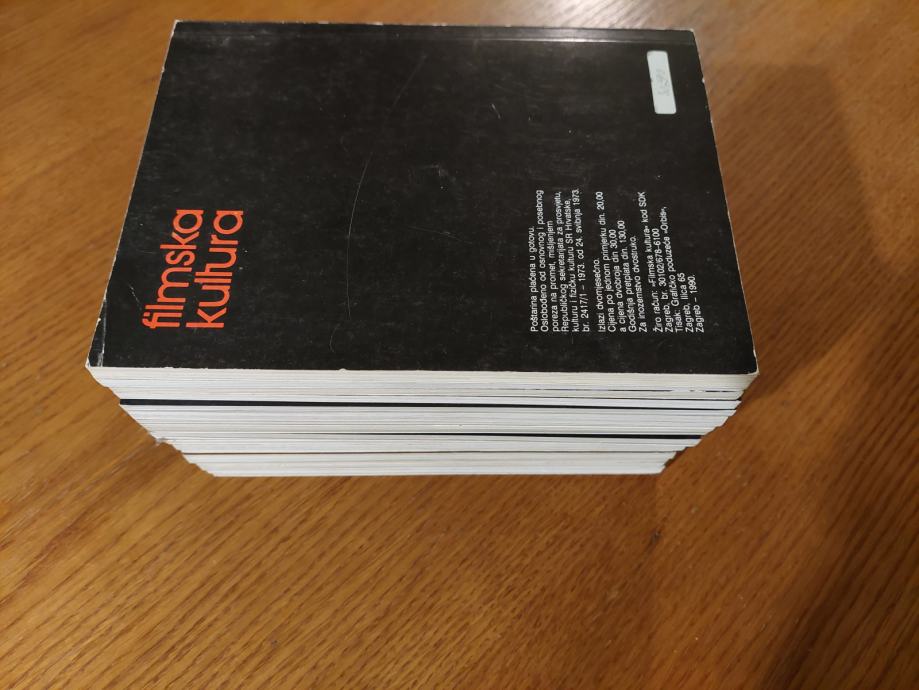 filmska
kultura
Poštarina plaćena u gotovu.
Oslobođeno od osnovnog i posebnog
poreza na promet, mišljenjem
Republičkog sekretarijata za prosvjetu,
kulturu i fizičku kulturu SR Hrvatske,
br. 2417/1 – 1973. od 24. svibnja 1973.
Izlazi dvomjesečno.
Cijena po jednom primjerku din. 20,00
a cijena dvobroja din 30,00
Godišnja pretplata din. 130,00
Za inozemstvo dvostruko.
Žiro račun: »Filmska kultura« kod SDK
Zagreb, br. 30102/678-6100
Tisak: Grafičko poduzeće »Orbis«,
Zagreb, Ilica 65
Zagreb – 1990.